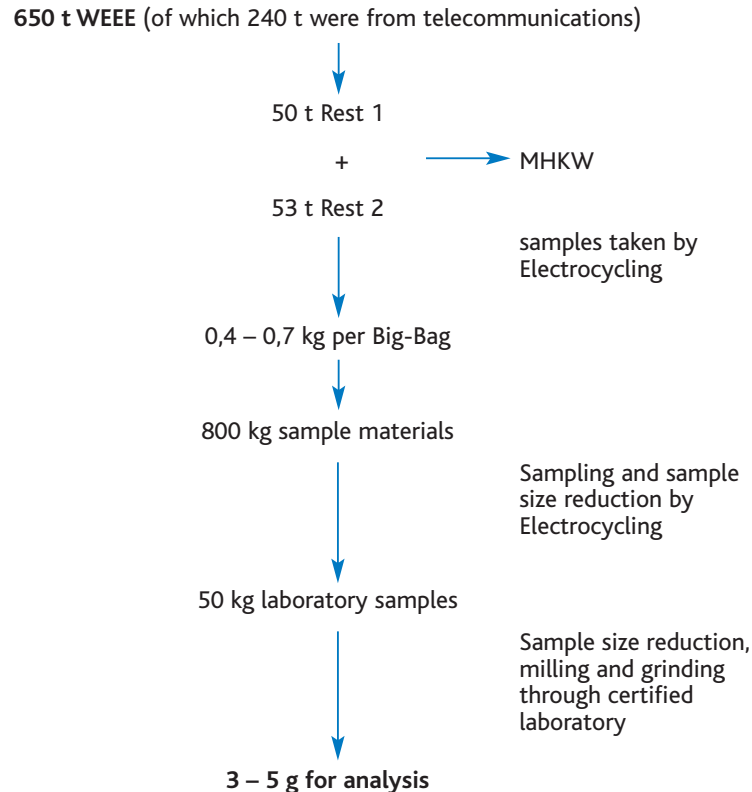 650 t WEEE (of which 240 t were from telecommunications)
50 t Rest 1
+
MHKW
53 t Rest 2
samples taken by
Electrocycling
0,4 – 0,7 kg per Big-Bag
800 kg sample materials
Sampling and sample
size reduction by
Electrocycling
50 kg laboratory samples
Sample size reduction,
milling and grinding
through certified
laboratory
3 – 5 g for analysis